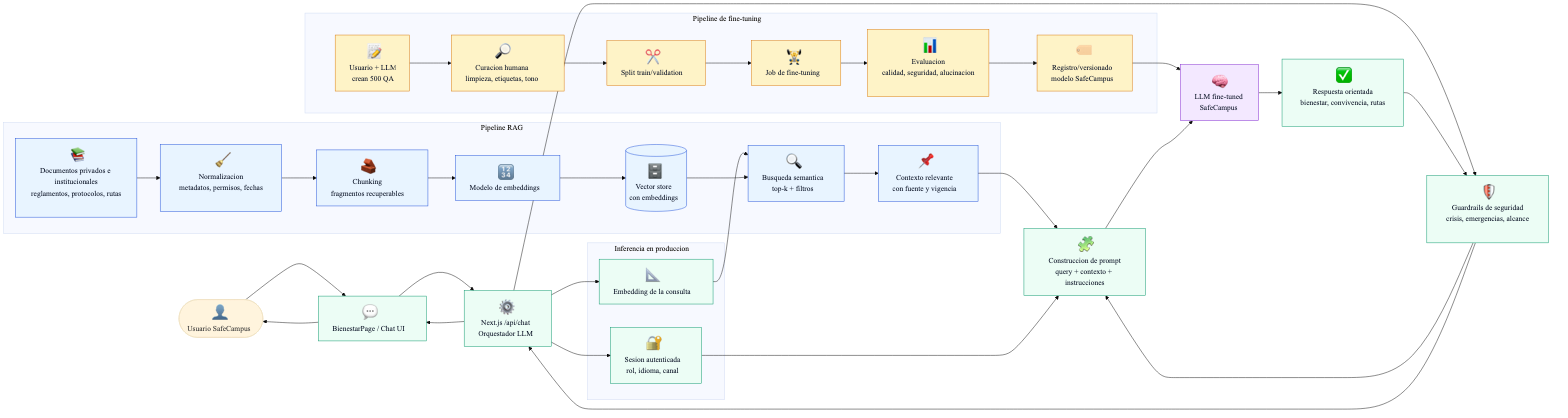 Pipeline de fine-tuning
Usuario + LLM
crean 500 QA
Curacion humana
limpieza, etiquetas, tono
Split train/validation
Job de fine-tuning
Evaluacion
calidad, seguridad, alucinacion
Registro/versionado
modelo SafeCampus
LLM fine-tuned
SafeCampus
Respuesta orientada
bienestar, convivencia, rutas
Pipeline RAG
Documentos privados e
institucionales
reglamentos, protocolos, rutas
Normalizacion
metadatos, permisos, fechas
Chunking
fragmentos recuperables
1234
Modelo de embeddings
Vector store
con embeddings
Busqueda semantica
top-k + filtros
Contexto relevante
con fuente y vigencia
Guardrails de seguridad
crisis, emergencias, alcance
Construccion de prompt
query + contexto +
instrucciones
Inferencia en produccion
Embedding de la consulta
Sesion autenticada
rol, idioma, canal
Usuario SafeCampus
BienestarPage / Chat UI
Next.js /api/chat
Orquestador LLM